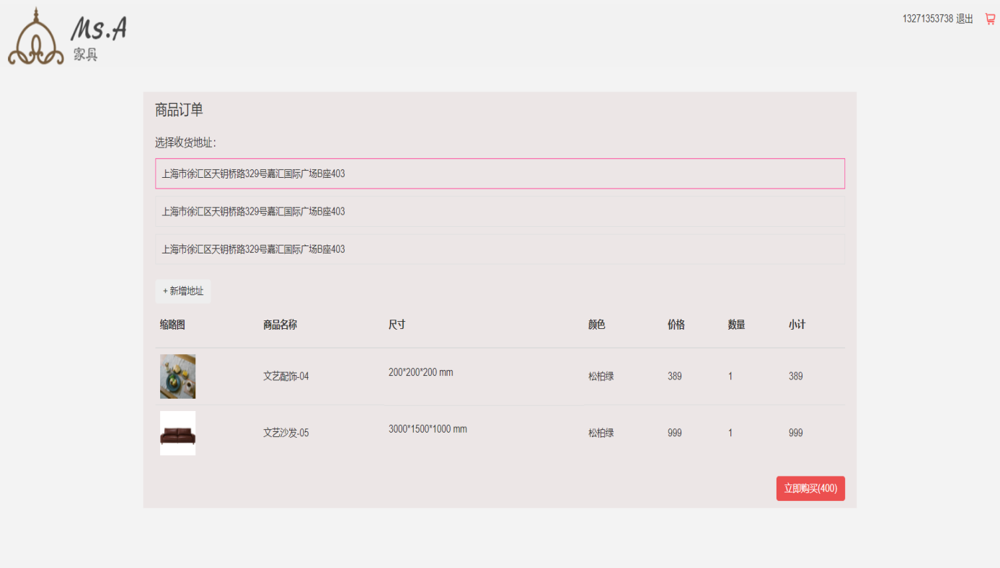 Ms.A
家具
13271353738 退出
商品订单
选择收货地址：
上海市徐汇区天钥桥路329号嘉汇国际广场B座403
上海市徐汇区天钥桥路329号嘉汇国际广场B座403
上海市徐汇区天钥桥路329号嘉汇国际广场B座403
+ 新增地址
缩略图 商品名称 尺寸 颜色 价格 数量 小计
文艺配饰-04 200*200*200 mm 松柏绿 389 1 389
文艺沙发-05 3000*1500*1000 mm 松柏绿 999 1 999
立即购买(400)